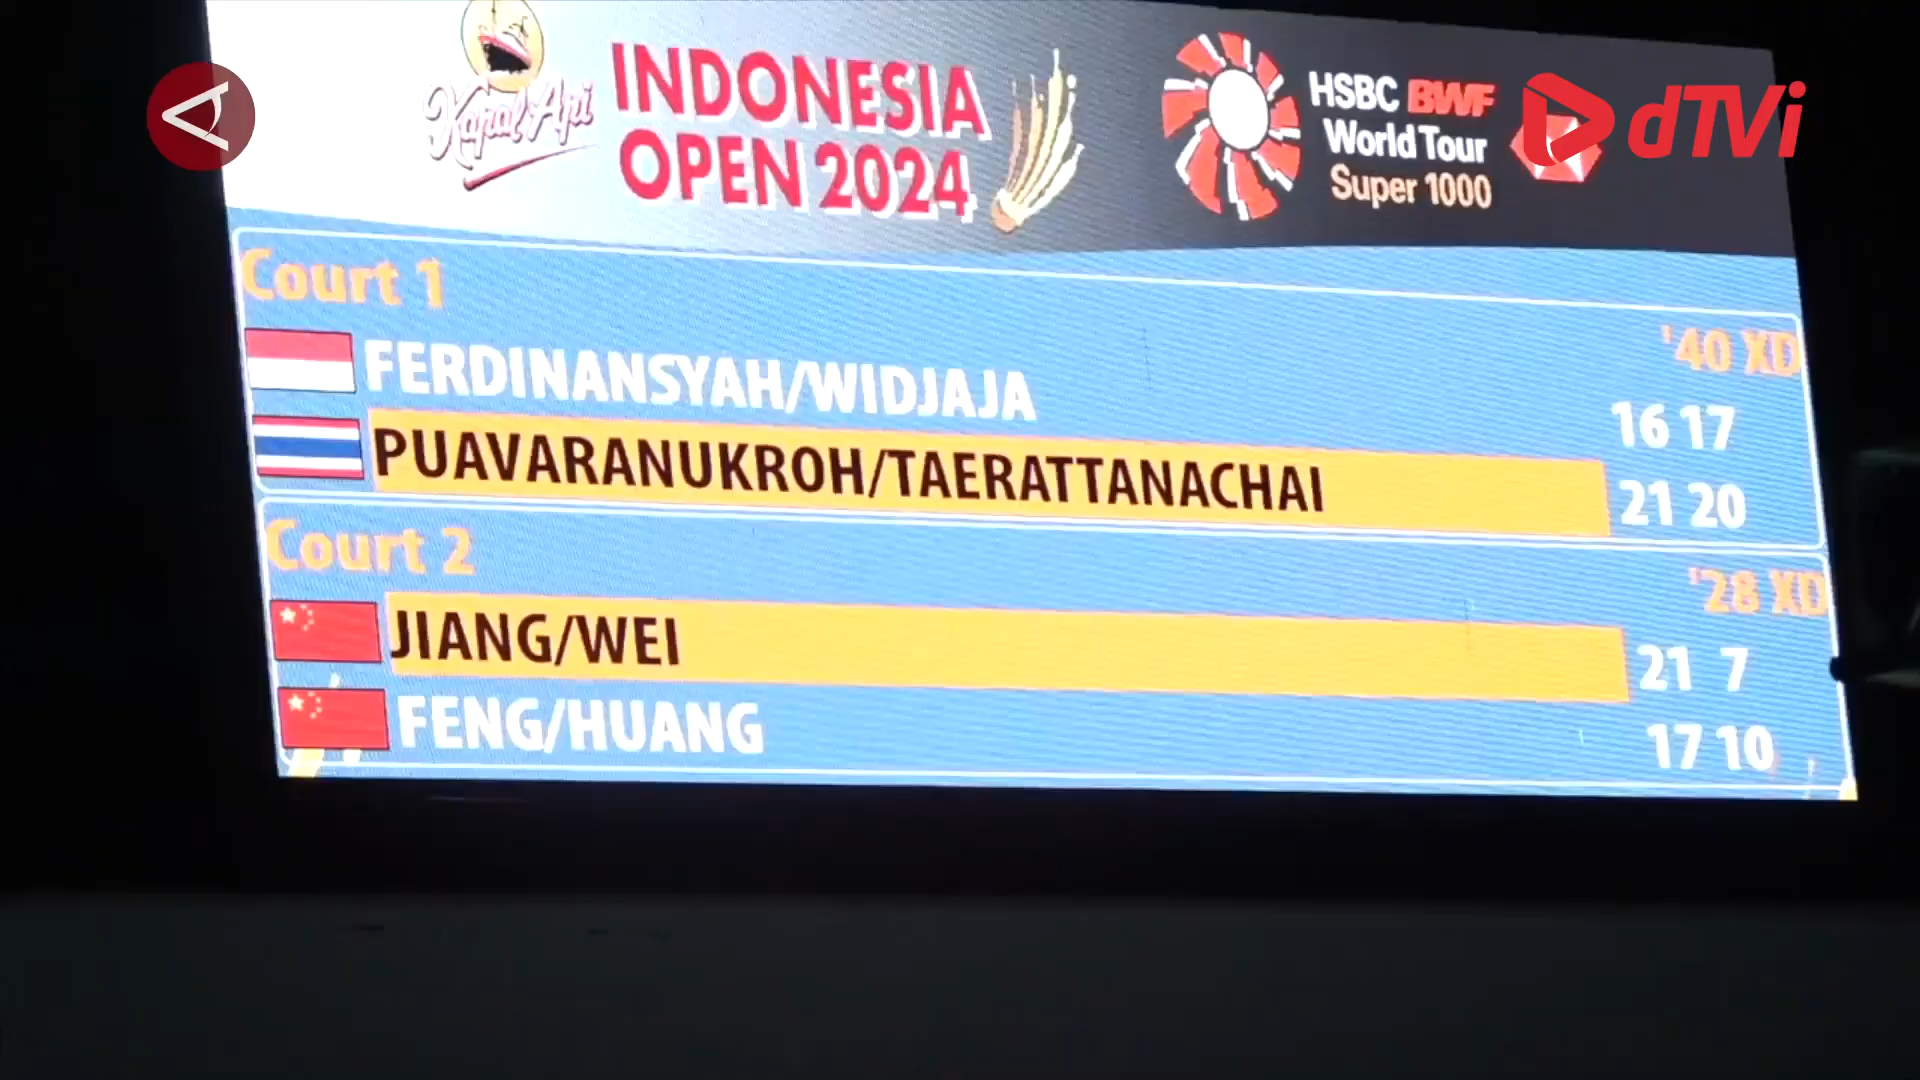 Kapal Api
INDONESIA
OPEN 2024
HSBC BWF
World Tour
Super 1000
dTVi
Court 1
'40 XD
FERDINANSYAH/WIDJAJA 16 17
PUAVARANUKROH/TAERATTANACHAI 21 20
Court 2
'28 XD
JIANG/WEI 21 7
FENG/HUANG 17 10